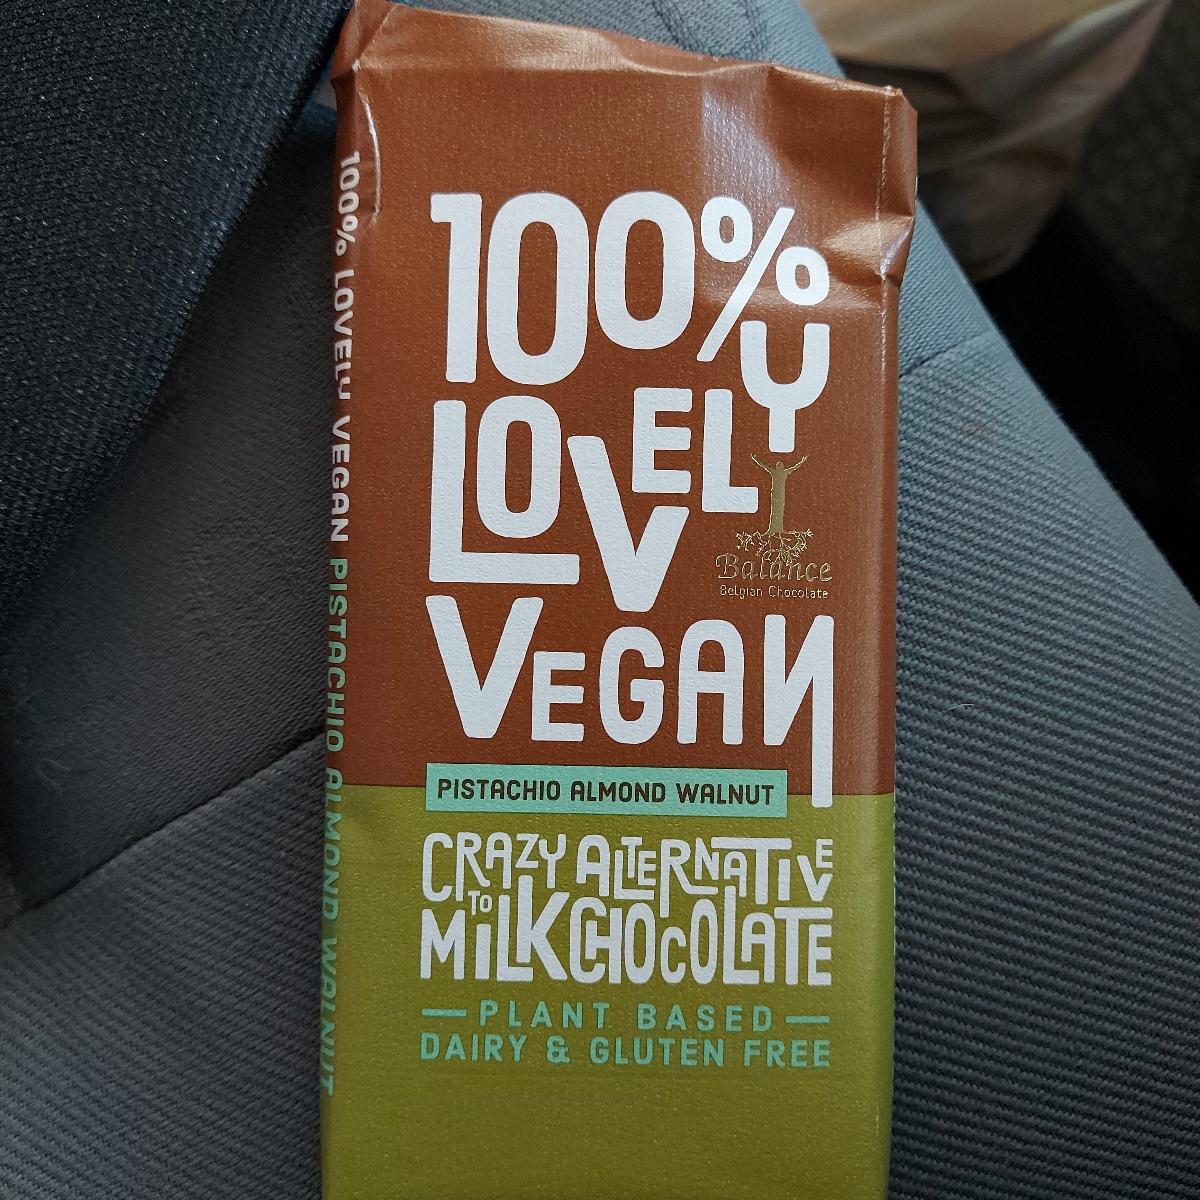 100%
LOVELY
VEGAN
Balance
Belgian Chocolate
PISTACHIO ALMOND WALNUT
CRAZY ALTERNATIVE
TO
MILK CHOCOLATE
PLANT BASED
DAIRY & GLUTEN FREE
100% LOVELY VEGAN PISTACHIO ALMOND WALNUT